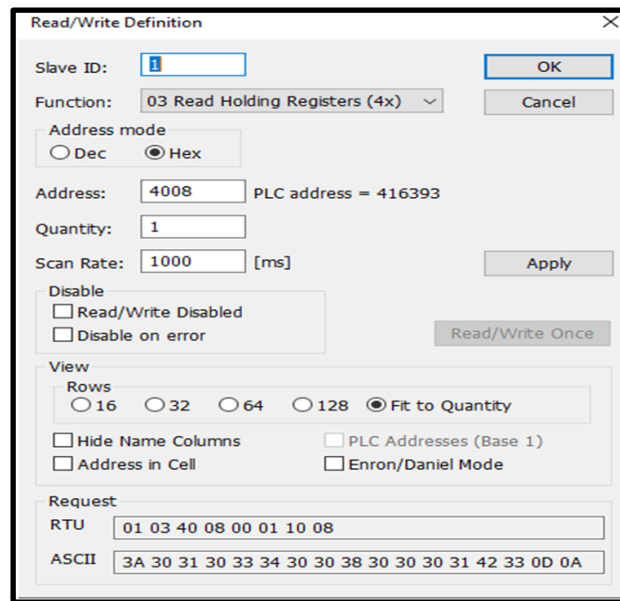 Read/Write Definition
Slave ID: 1 OK
Function: 03 Read Holding Registers (4x) Cancel
Address mode
Dec Hex
Address: 4008 PLC address = 416393
Quantity: 1
Scan Rate: 1000 [ms] Apply
Disable
Read/Write Disabled
Disable on error Read/Write Once
View
Rows
16 32 64 128 Fit to Quantity
Hide Name Columns PLC Addresses (Base 1)
Address in Cell Enron/Daniel Mode
Request
RTU 01 03 40 08 00 01 10 08
ASCII 3A 30 31 30 33 34 30 30 38 30 30 30 31 42 33 0D 0A